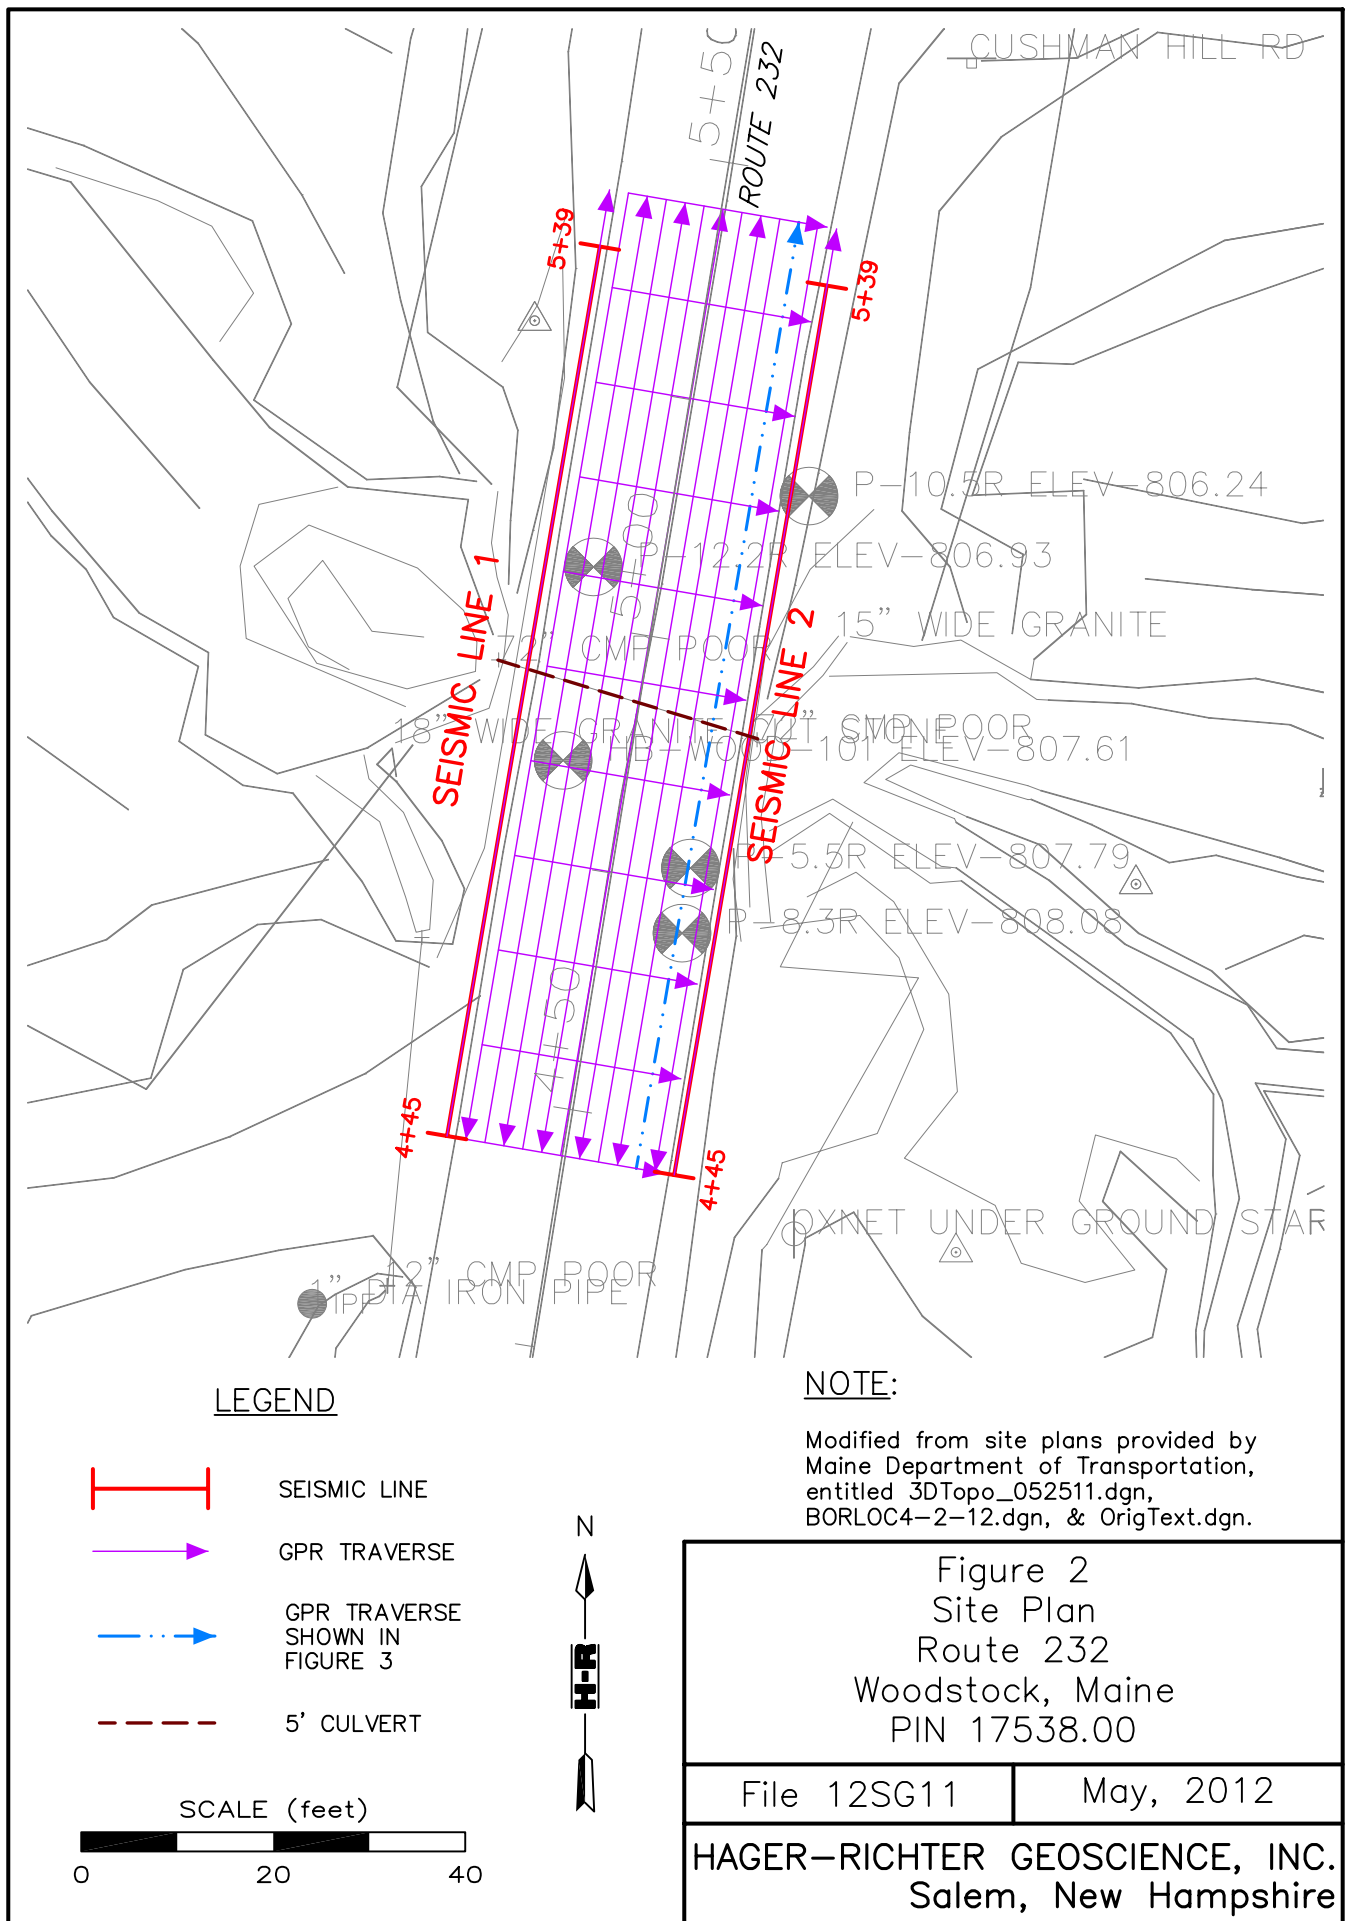 CUSHMAN HILL RD
5+50
ROUTE 232
5+39
5+39
P-10.5R ELEV-806.24
P-12.2R ELEV-806.93
5+00
SEISMIC LINE 1
SEISMIC LINE 2
15" WIDE GRANITE
72" CMP POOR
18" WIDE GRANITE
CMP POOR
HB-WOOD-101 ELEV-807.61
P-5.5R ELEV-807.79
P-8.3R ELEV-808.08
4+50
4+45
4+45
OXNET UNDER GROUND STAR
12" CMP POOR
1" DIA IRON PIPE
IPF
LEGEND
SEISMIC LINE
GPR TRAVERSE
GPR TRAVERSE
SHOWN IN
FIGURE 3
5' CULVERT
SCALE (feet)
0 20 40
N
H-R
NOTE:
Modified from site plans provided by
Maine Department of Transportation,
entitled 3DTopo_052511.dgn,
BORLOC4-2-12.dgn, & OrigText.dgn.
Figure 2
Site Plan
Route 232
Woodstock, Maine
PIN 17538.00
File 12SG11
May, 2012
HAGER-RICHTER GEOSCIENCE, INC.
Salem, New Hampshire